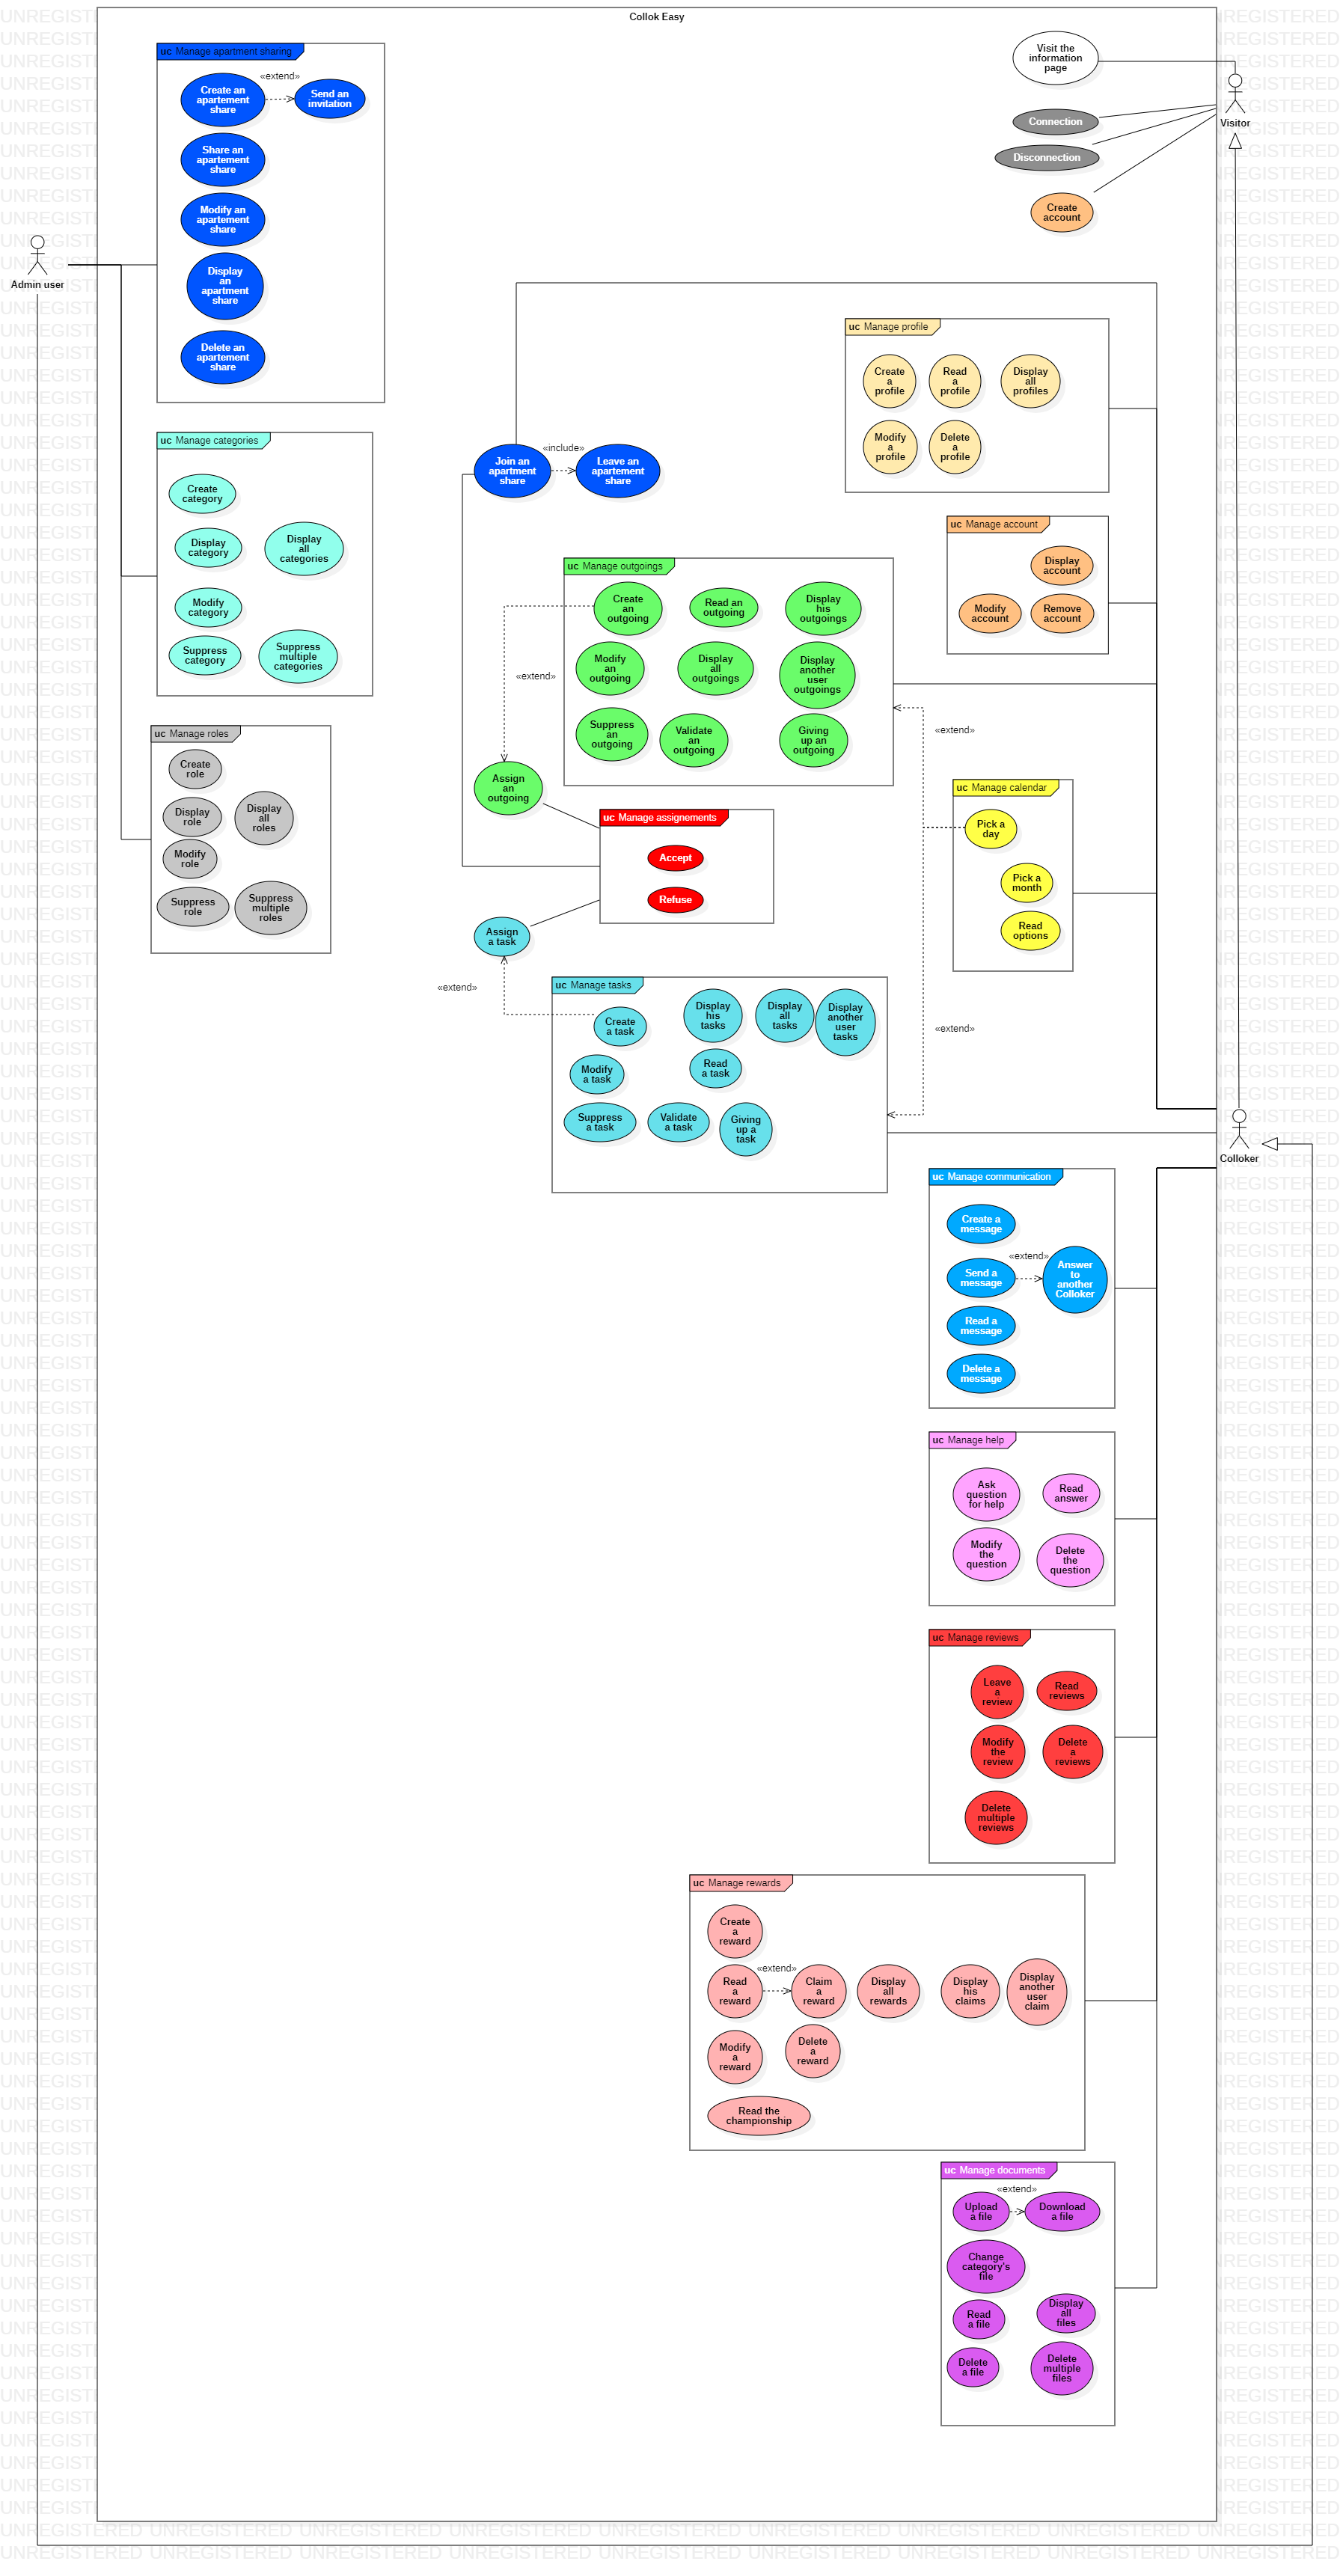 Collok Easy
uc Manage apartment sharing
Create an
apartement
share
«extend»
Send an
invitation
Share an
apartement
share
Modify an
apartement
share
Display
an
apartment
share
Delete an
apartement
share
Visit the
information
page
Connection
Disconnection
Create
account
Visitor
Admin user
uc Manage categories
Create
category
Display
category
Display
all
categories
Modify
category
Suppress
category
Suppress
multiple
categories
uc Manage roles
Create
role
Display
role
Display
all
roles
Modify
role
Suppress
role
Suppress
multiple
roles
uc Manage profile
Create
a
profile
Read
a
profile
Display
all
profiles
Modify
a
profile
Delete
a
profile
Join an
apartment
share
«include»
Leave an
apartement
share
uc Manage account
Display
account
Modify
account
Remove
account
uc Manage outgoings
Create
an
outgoing
Read an
outgoing
Display
his
outgoings
Modify
an
outgoing
Display
all
outgoings
Display
another
user
outgoings
Suppress
an
outgoing
Validate
an
outgoing
Giving
up an
outgoing
«extend»
Assign
an
outgoing
«extend»
uc Manage calendar
Pick a
day
Pick a
month
Read
options
uc Manage assignements
Accept
Refuse
Assign
a task
«extend»
«extend»
uc Manage tasks
Create
a task
Display
his
tasks
Display
all
tasks
Display
another
user
tasks
Modify
a task
Read
a task
Suppress
a task
Validate
a task
Giving
up a
task
Colloker
uc Manage communication
Create a
message
Send a
message
«extend»
Answer
to
another
Colloker
Read a
message
Delete a
message
uc Manage help
Ask
question
for help
Read
answer
Modify
the
question
Delete
the
question
uc Manage reviews
Leave
a
review
Read
reviews
Modify
the
review
Delete
a
reviews
Delete
multiple
reviews
uc Manage rewards
Create
a
reward
Read
a
reward
«extend»
Claim
a
reward
Display
all
rewards
Display
his
claims
Display
another
user
claim
Modify
a
reward
Delete
a
reward
Read the
championship
uc Manage documents
«extend»
Upload
a file
Download
a file
Change
category's
file
Read
a file
Display
all
files
Delete
a file
Delete
multiple
files
UNREGISTERED UNREGISTERED UNREGISTERED UNREGISTERED UNREGISTERED UNREGISTERED UNREGISTERED UNREGISTERED UNREGISTERED
UNREGISTERED UNREGISTERED UNREGISTERED UNREGISTERED UNREGISTERED UNREGISTERED UNREGISTERED UNREGISTERED UNREGISTERED